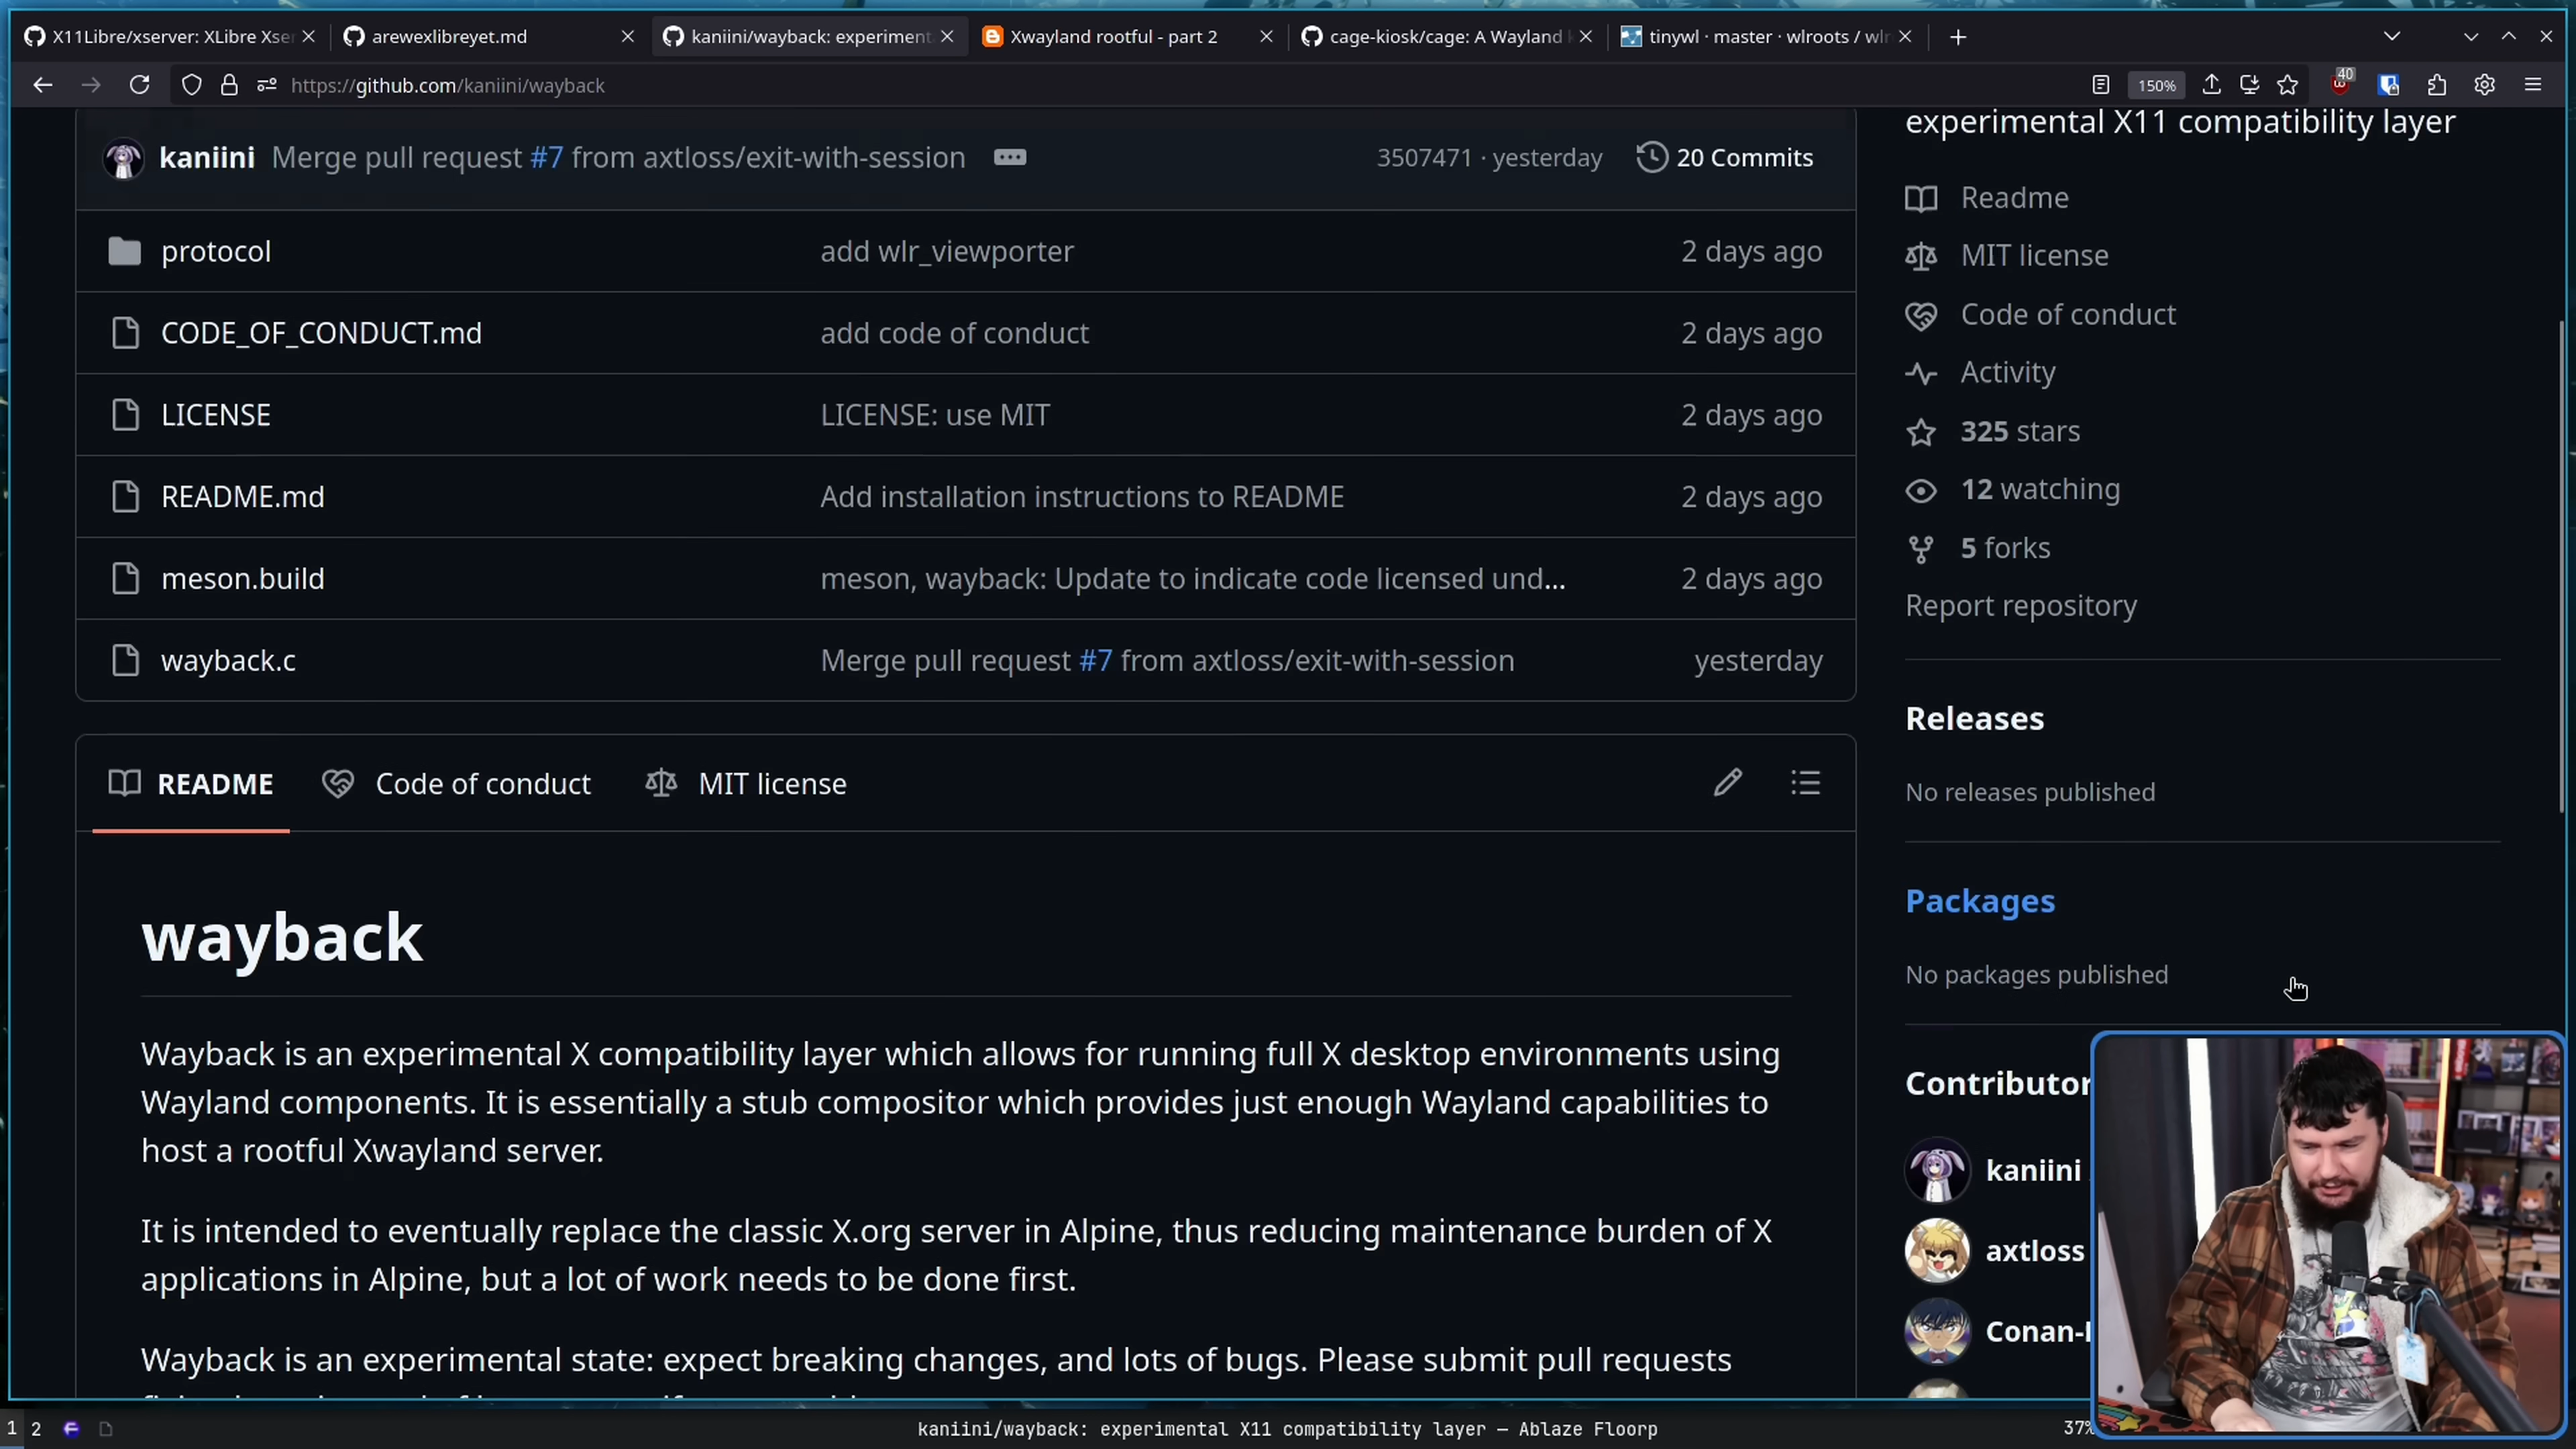 X11Libre/xserver: XLibre Xse
arewexlibreyet.md
kaniini/wayback: experiment
Xwayland rootful - part 2
cage-kiosk/cage: A Wayland
tinywl · master · wlroots / wlr
https://github.com/kaniini/wayback
150%
40
experimental X11 compatibility layer
kaniini Merge pull request #7 from axtloss/exit-with-session
3507471 · yesterday
20 Commits
protocol add wlr_viewporter 2 days ago
CODE_OF_CONDUCT.md add code of conduct 2 days ago
LICENSE LICENSE: use MIT 2 days ago
README.md Add installation instructions to README 2 days ago
meson.build meson, wayback: Update to indicate code licensed und... 2 days ago
wayback.c Merge pull request #7 from axtloss/exit-with-session yesterday
Readme
MIT license
Code of conduct
Activity
325 stars
12 watching
5 forks
Report repository
Releases
No releases published
Packages
No packages published
Contributor
kaniini
axtloss
Conan-
README Code of conduct MIT license
wayback
Wayback is an experimental X compatibility layer which allows for running full X desktop environments using
Wayland components. It is essentially a stub compositor which provides just enough Wayland capabilities to
host a rootful Xwayland server.
It is intended to eventually replace the classic X.org server in Alpine, thus reducing maintenance burden of X
applications in Alpine, but a lot of work needs to be done first.
Wayback is an experimental state: expect breaking changes, and lots of bugs. Please submit pull requests
1 2
kaniini/wayback: experimental X11 compatibility layer — Ablaze Floorp
37%